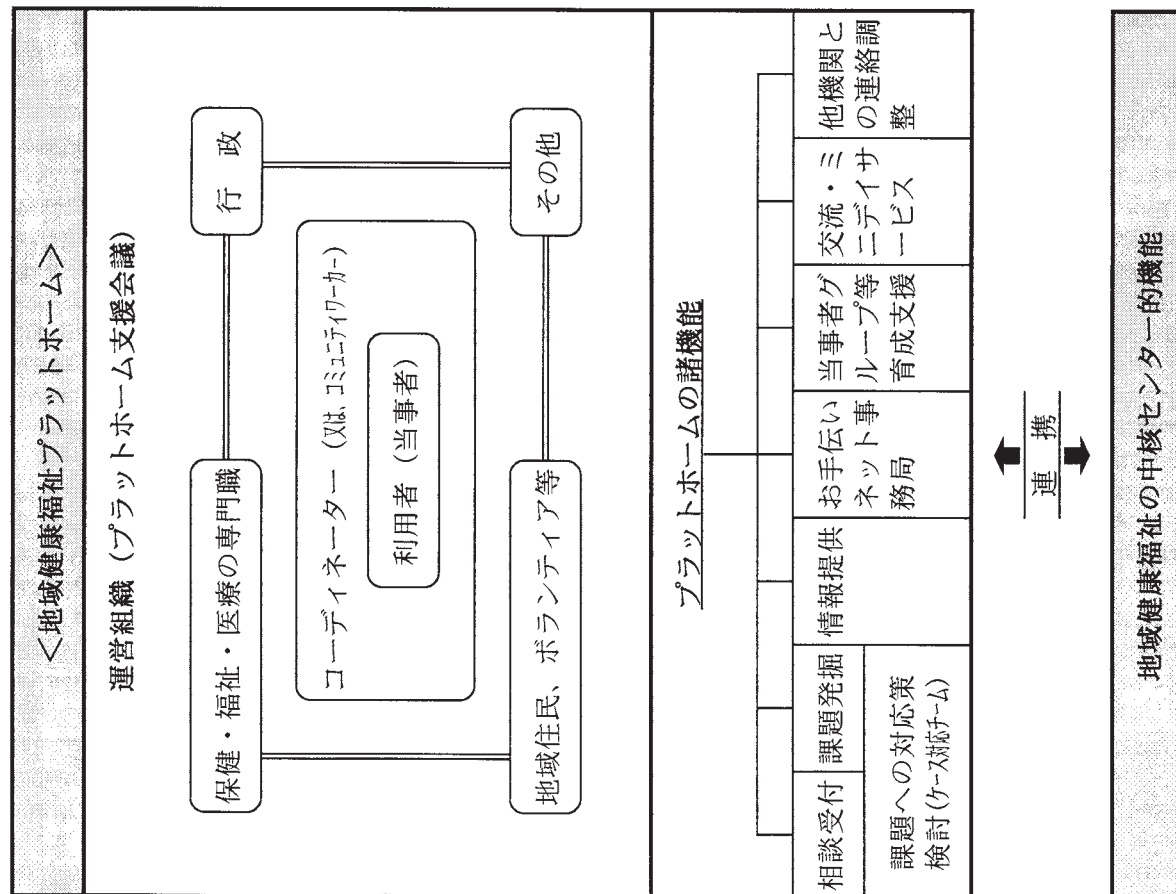 ＜地域健康福祉プラットホーム＞
運営組織（プラットホーム支援会議）
保健・福祉・医療の専門職
行　政
コーディネーター（又は、コミュニティワーカー）
利用者（当事者）
地域住民、ボランティア等
その他
プラットホームの諸機能
相談受付
課題発掘
課題への対応策
検討（ケース対応チーム）
情報提供
お手伝い
ネット事
務局
当事者グ
ループ等
育成支援
交流・ミ
ニデイサ
ービス
他機関と
の連絡調
整
連　携
地域健康福祉の中核センター的機能